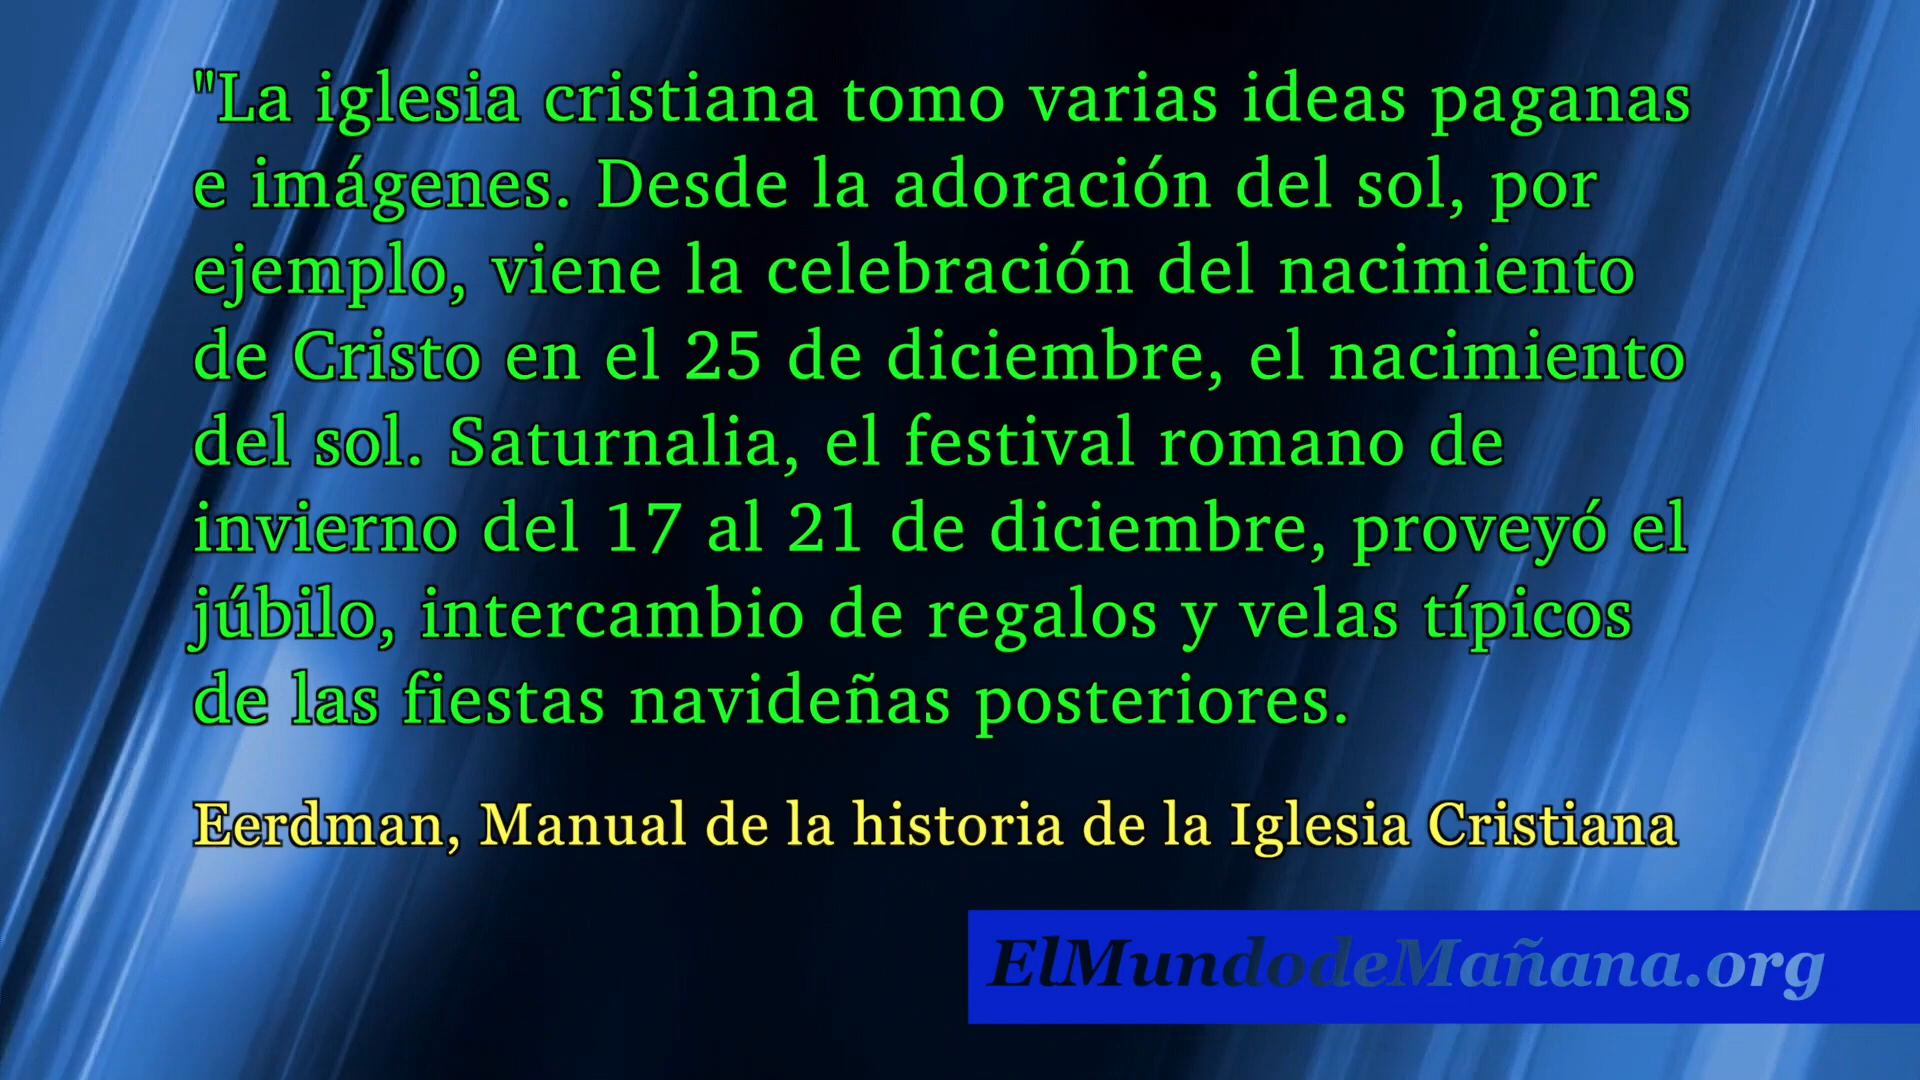 "La iglesia cristiana tomo varias ideas paganas
e imágenes. Desde la adoración del sol, por
ejemplo, viene la celebración del nacimiento
de Cristo en el 25 de diciembre, el nacimiento
del sol. Saturnalia, el festival romano de
invierno del 17 al 21 de diciembre, proveyó el
júbilo, intercambio de regalos y velas típicos
de las fiestas navideñas posteriores.
Eerdman, Manual de la historia de la Iglesia Cristiana
ElMundodeMañana.org